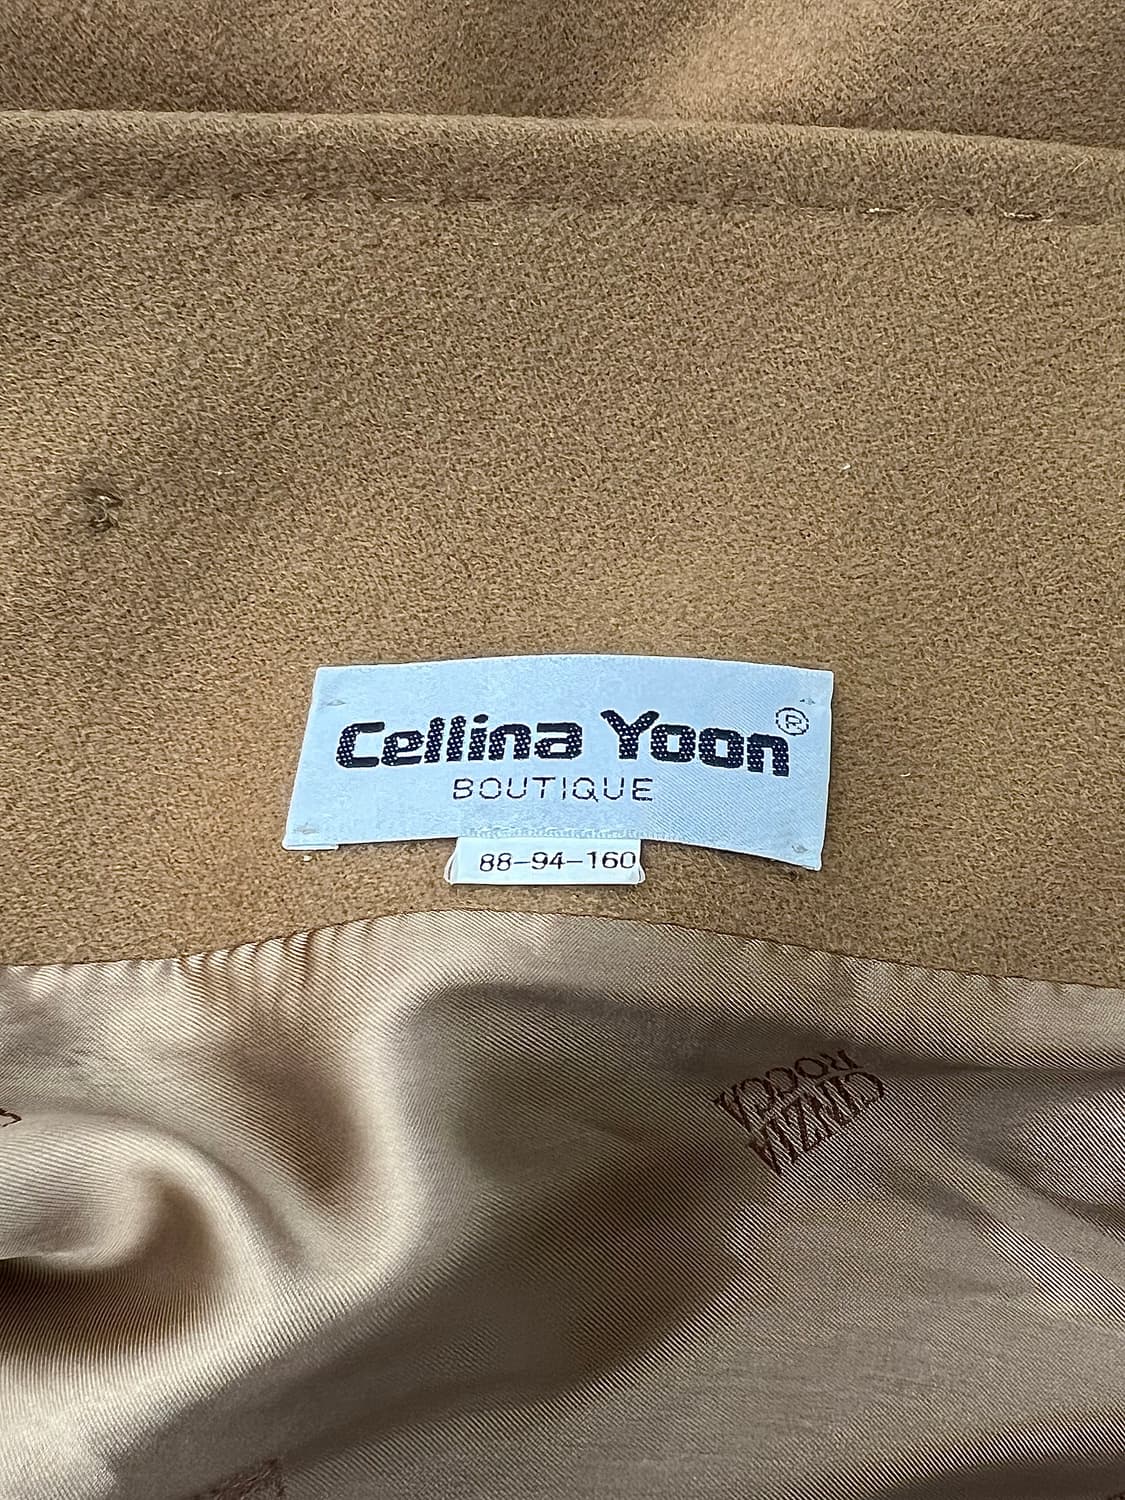 Cellina Yoon®
BOUTIQUE
88-94-160
CINZIA
ROCCA